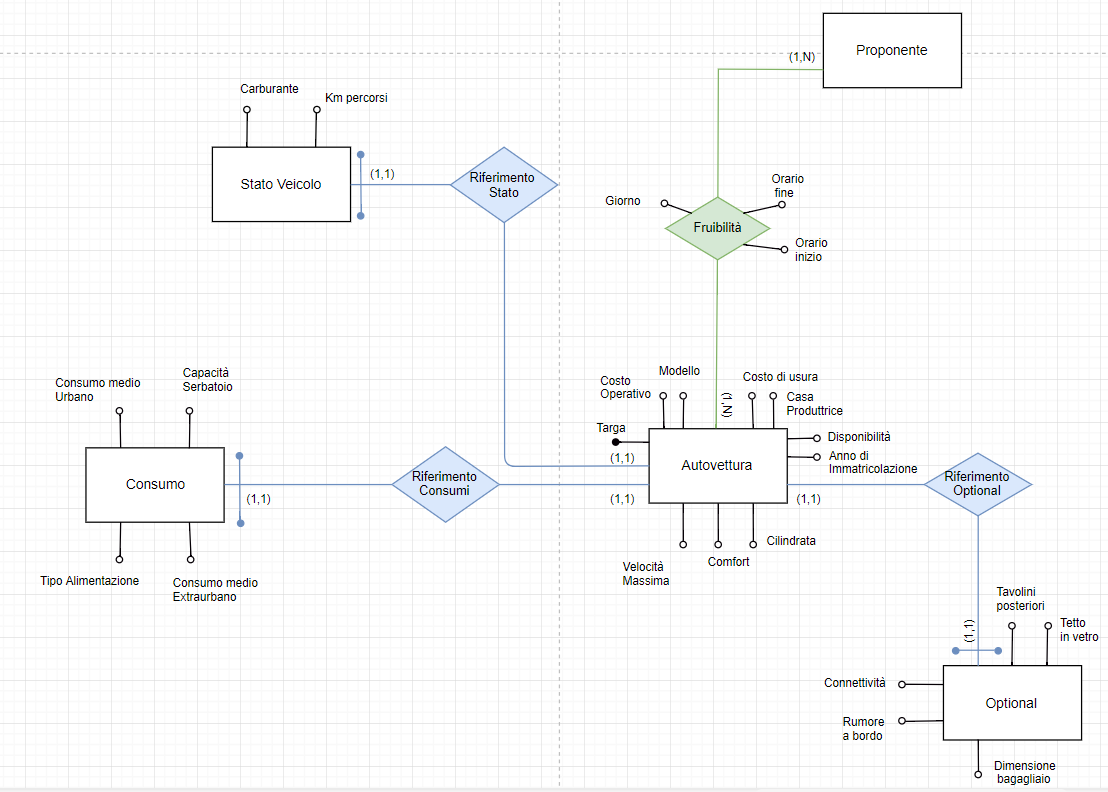 Proponente
(1,N)
Carburante
Km percorsi
Stato Veicolo
(1,1)
Riferimento
Stato
Orario
fine
Giorno
Fruibilità
Orario
inizio
Consumo medio
Urbano
Capacità
Serbatoio
Costo
Operativo
Modello
(1,N)
Costo di usura
Casa
Produttrice
Targa
Disponibilità
Anno di
Immatricolazione
(1,1)
Autovettura
Consumo
(1,1)
Riferimento
Consumi
(1,1)
(1,1)
Riferimento
Optional
Velocità
Massima
Comfort
Cilindrata
Tipo Alimentazione
Consumo medio
Extraurbano
Tavolini
posteriori
(1,1)
Tetto
in vetro
Connettività
Optional
Rumore
a bordo
Dimensione
bagagliaio